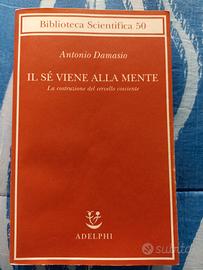 Biblioteca Scientifica 50
Antonio Damasio
IL SÉ VIENE ALLA MENTE
La costruzione del cervello cosciente
ADELPHI
subito